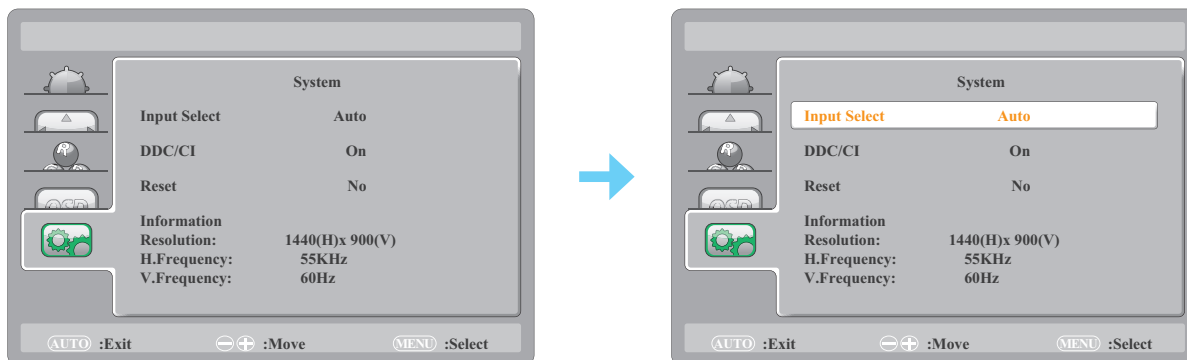 System
Input Select Auto
DDC/CI On
Reset No
OSD
Information
Resolution: 1440(H)x 900(V)
H.Frequency: 55KHz
V.Frequency: 60Hz
AUTO :Exit :Move MENU :Select
System
Input Select Auto
DDC/CI On
Reset No
OSD
Information
Resolution: 1440(H)x 900(V)
H.Frequency: 55KHz
V.Frequency: 60Hz
AUTO :Exit :Move MENU :Select